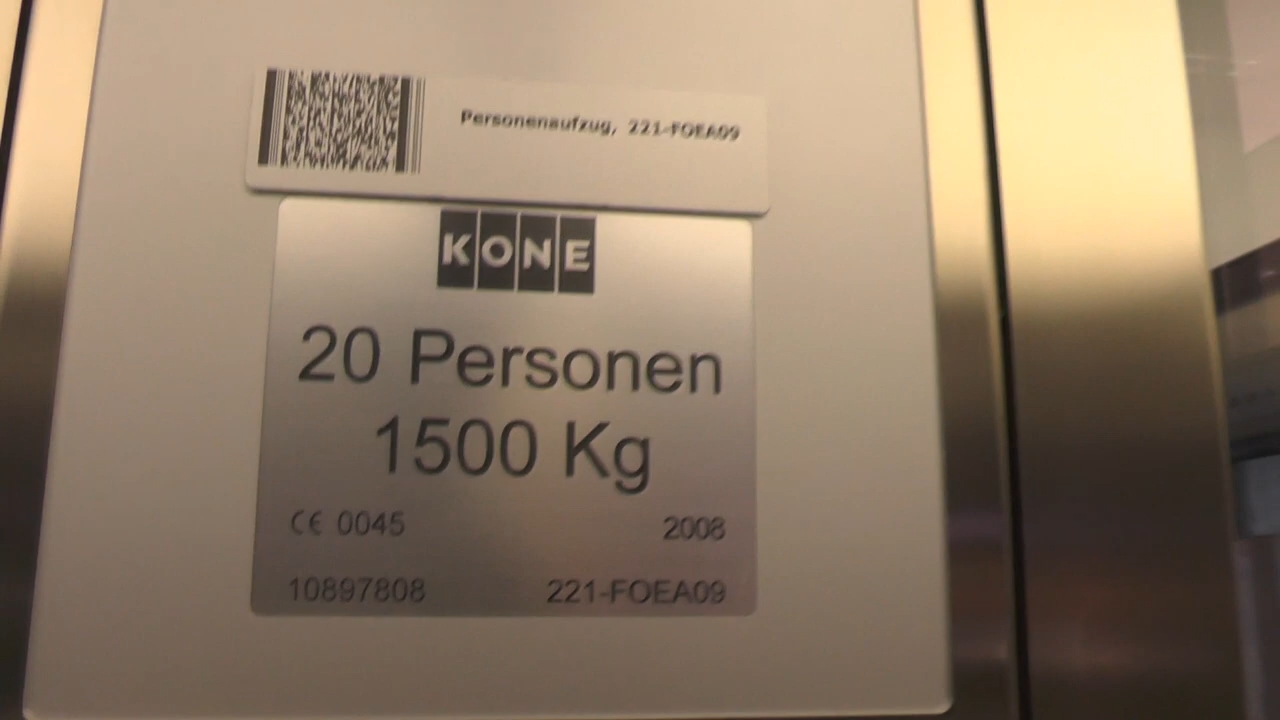 Personenaufzug, 221-FOEA09
KONE
20 Personen
1500 Kg
CE 0045 2008
10897808 221-FOEA09